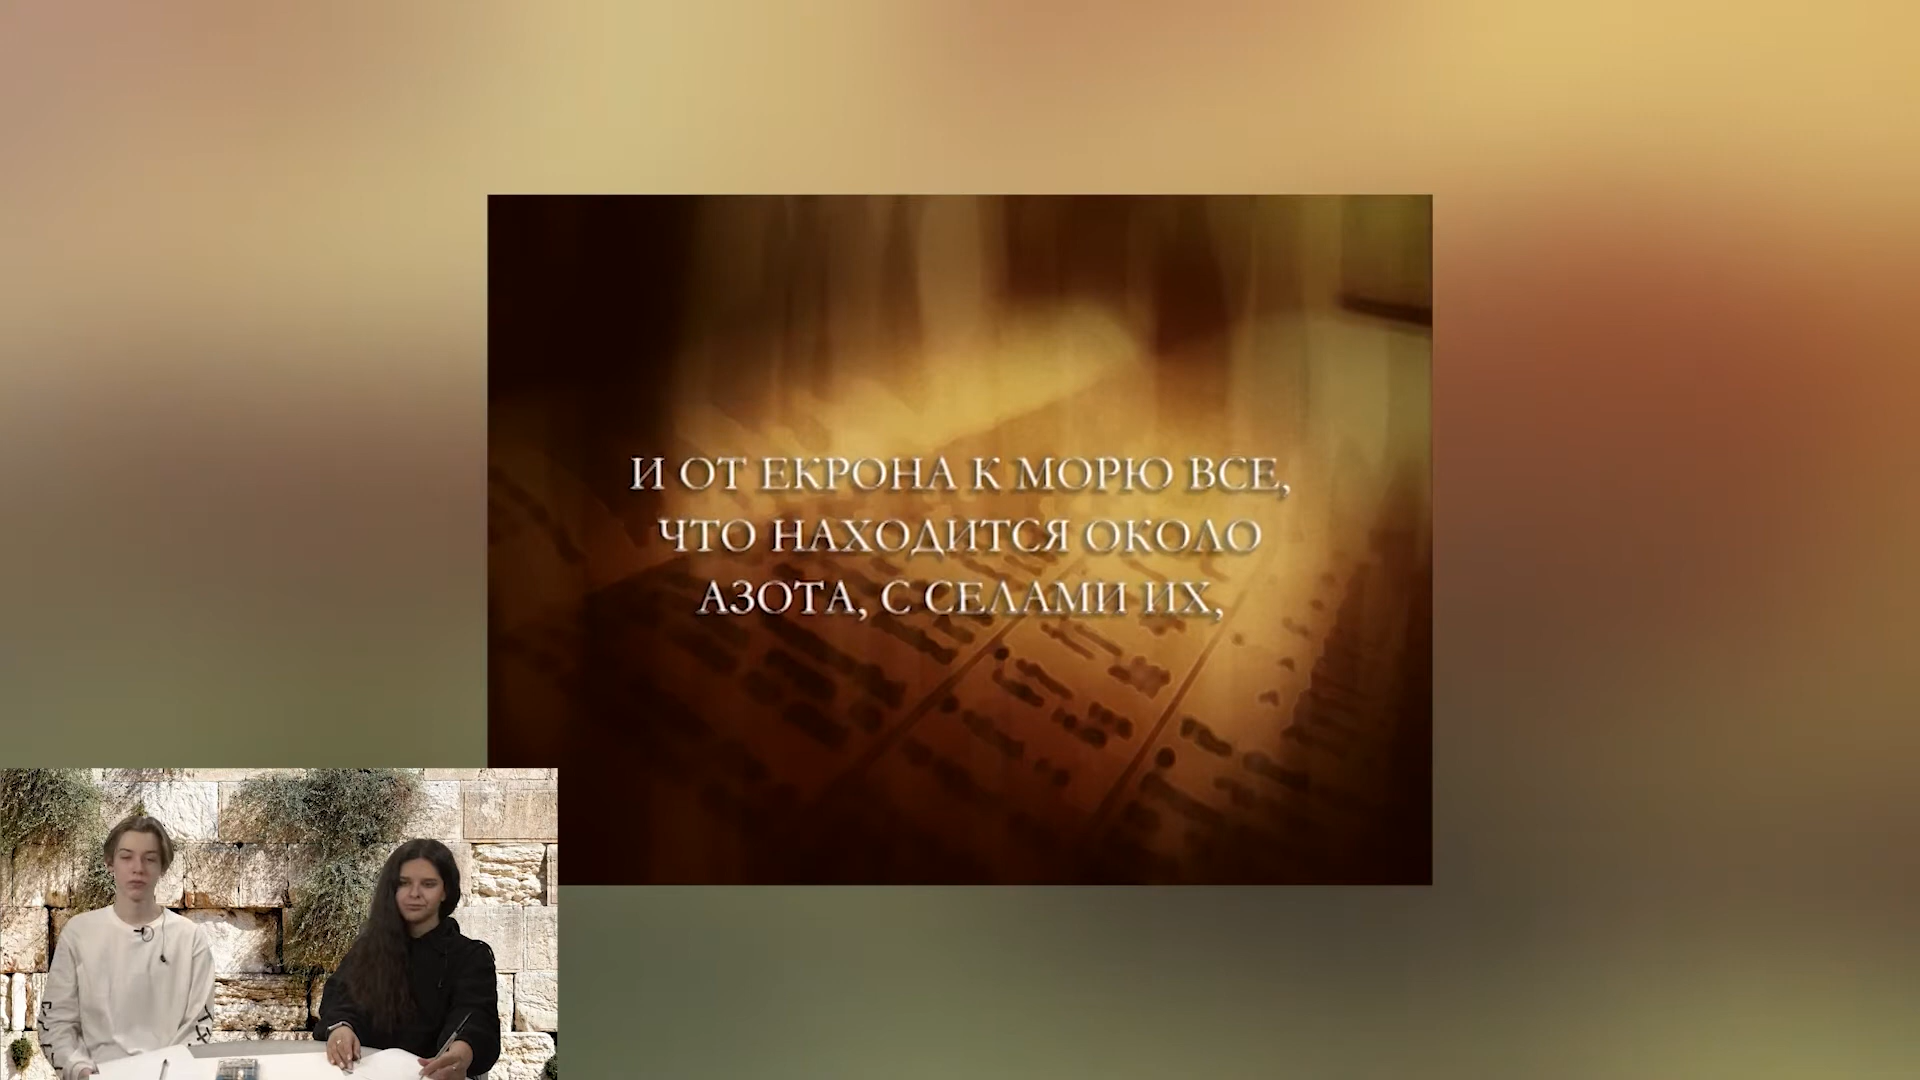 И ОТ ЕКРОНА К МОРЮ ВСЕ,
ЧТО НАХОДИТСЯ ОКОЛО
АЗОТА, С СЕЛАМИ ИХ,